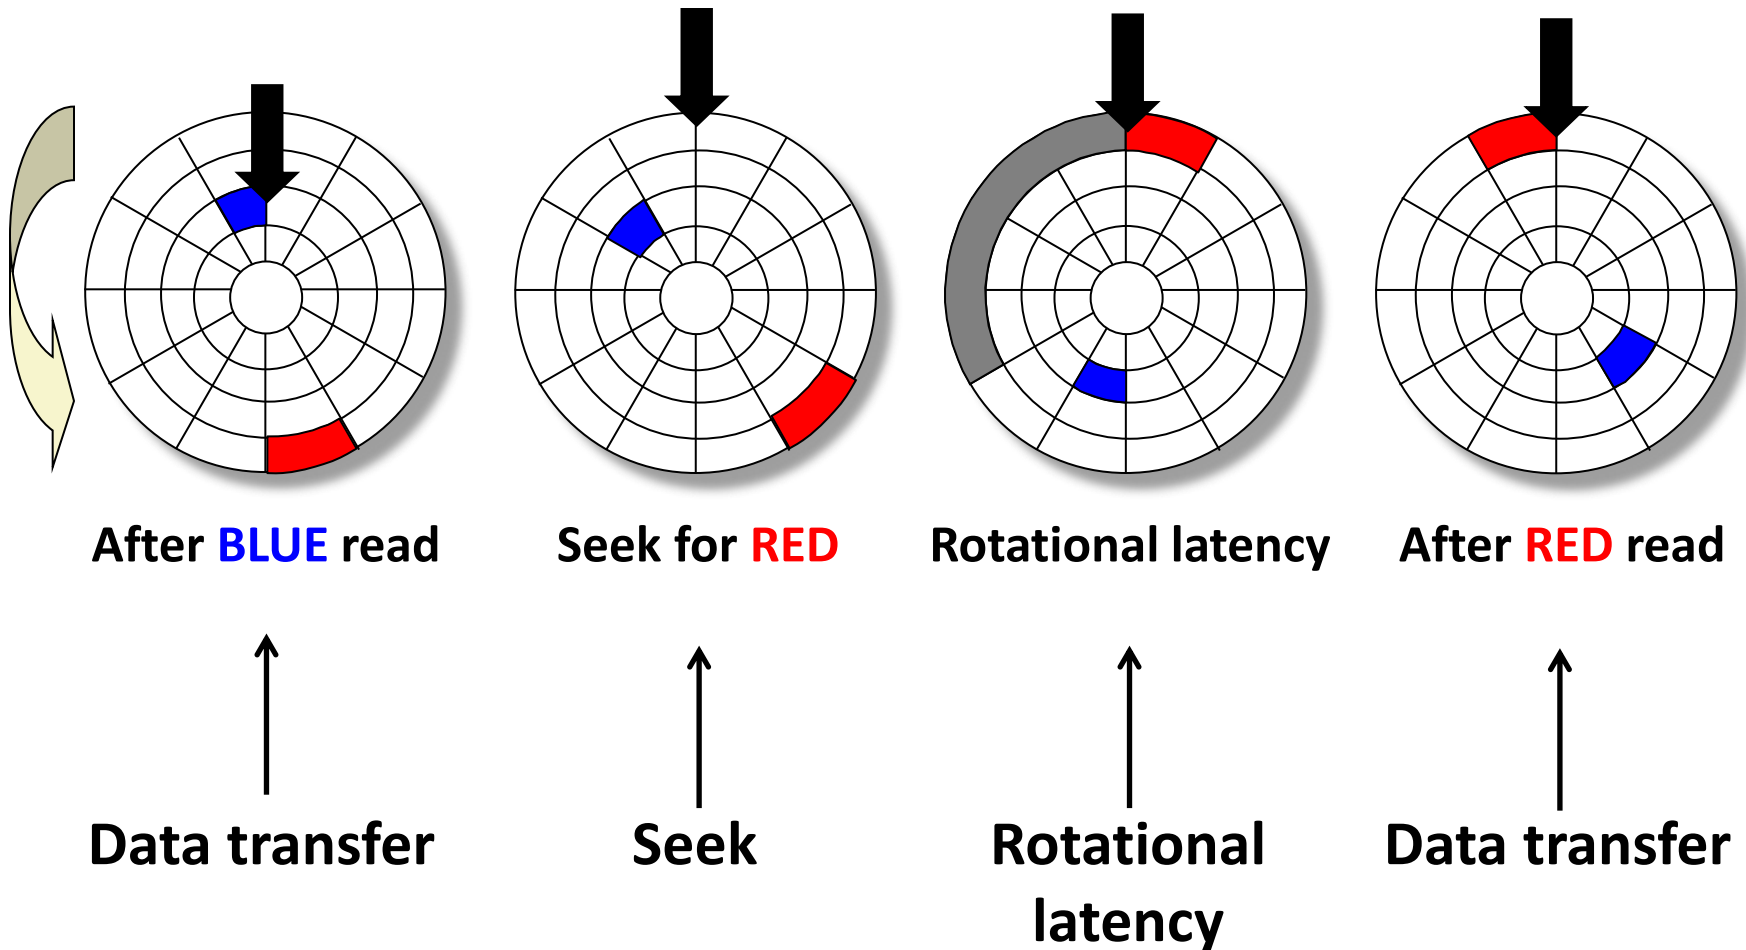 After BLUE read
Seek for RED
Rotational latency
After RED read
Data transfer
Seek
Rotational
latency
Data transfer